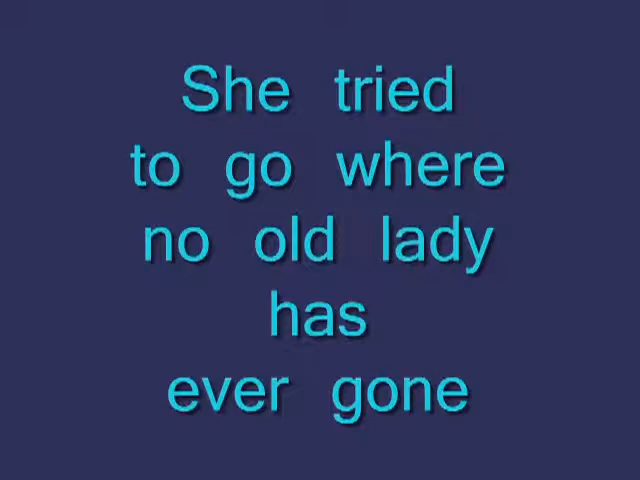 She tried
to go where
no old lady
has
ever gone